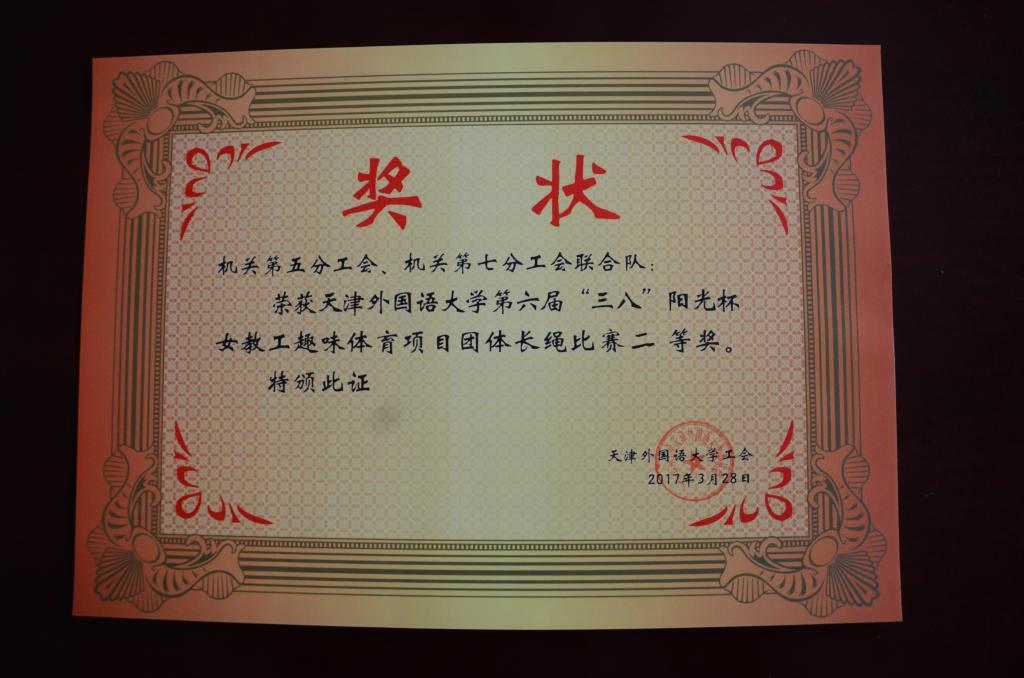 奖 状
机关第五分工会、机关第七分工会联合队：
荣获天津外国语大学第六届“三八”阳光杯
女教工趣味体育项目团体长绳比赛二 等奖。
特颁此证
天津外国语大学工会
2017年3月28日